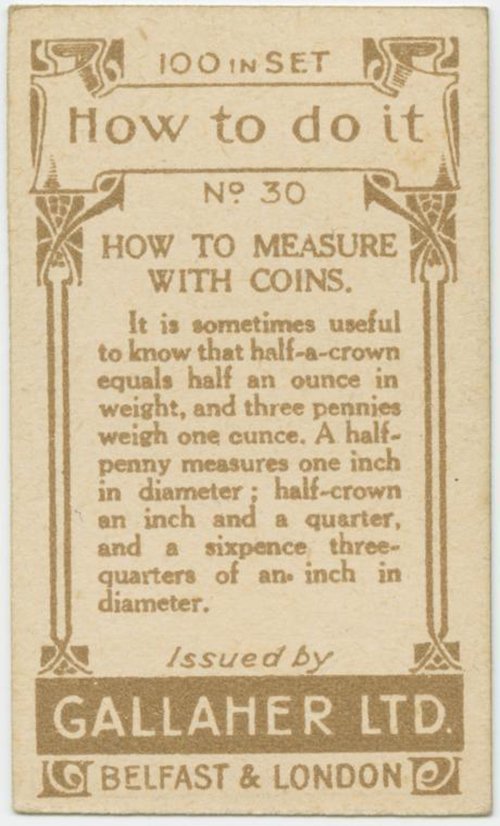 100 IN SET
How to do it
Nº 30
HOW TO MEASURE
WITH COINS.
It is sometimes useful
to know that half-a-crown
equals half an ounce in
weight, and three pennies
weigh one ounce. A half-
penny measures one inch
in diameter; half-crown
an inch and a quarter,
and a sixpence three-
quarters of an inch in
diameter.
Issued by
GALLAHER LTD.
BELFAST & LONDON